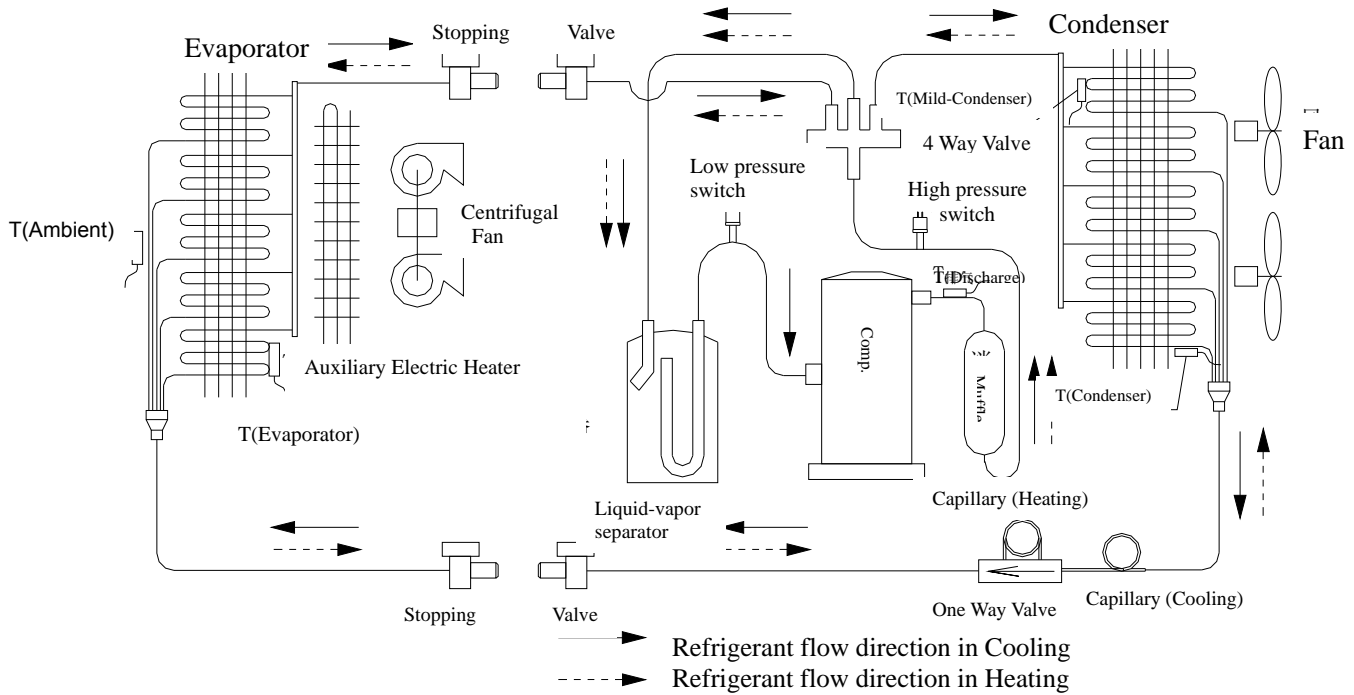 Evaporator
Stopping
Valve
Condenser
T(Mild-Condenser)
Fan
4 Way Valve
Low pressure
switch
High pressure
switch
T(Ambient)
Centrifugal
Fan
T(Discharge)
Comp.
Auxiliary Electric Heater
T(Condenser)
T(Evaporator)
Liquid-vapor
separator
Capillary (Heating)
Stopping
Valve
One Way Valve
Capillary (Cooling)
Refrigerant flow direction in Cooling
Refrigerant flow direction in Heating